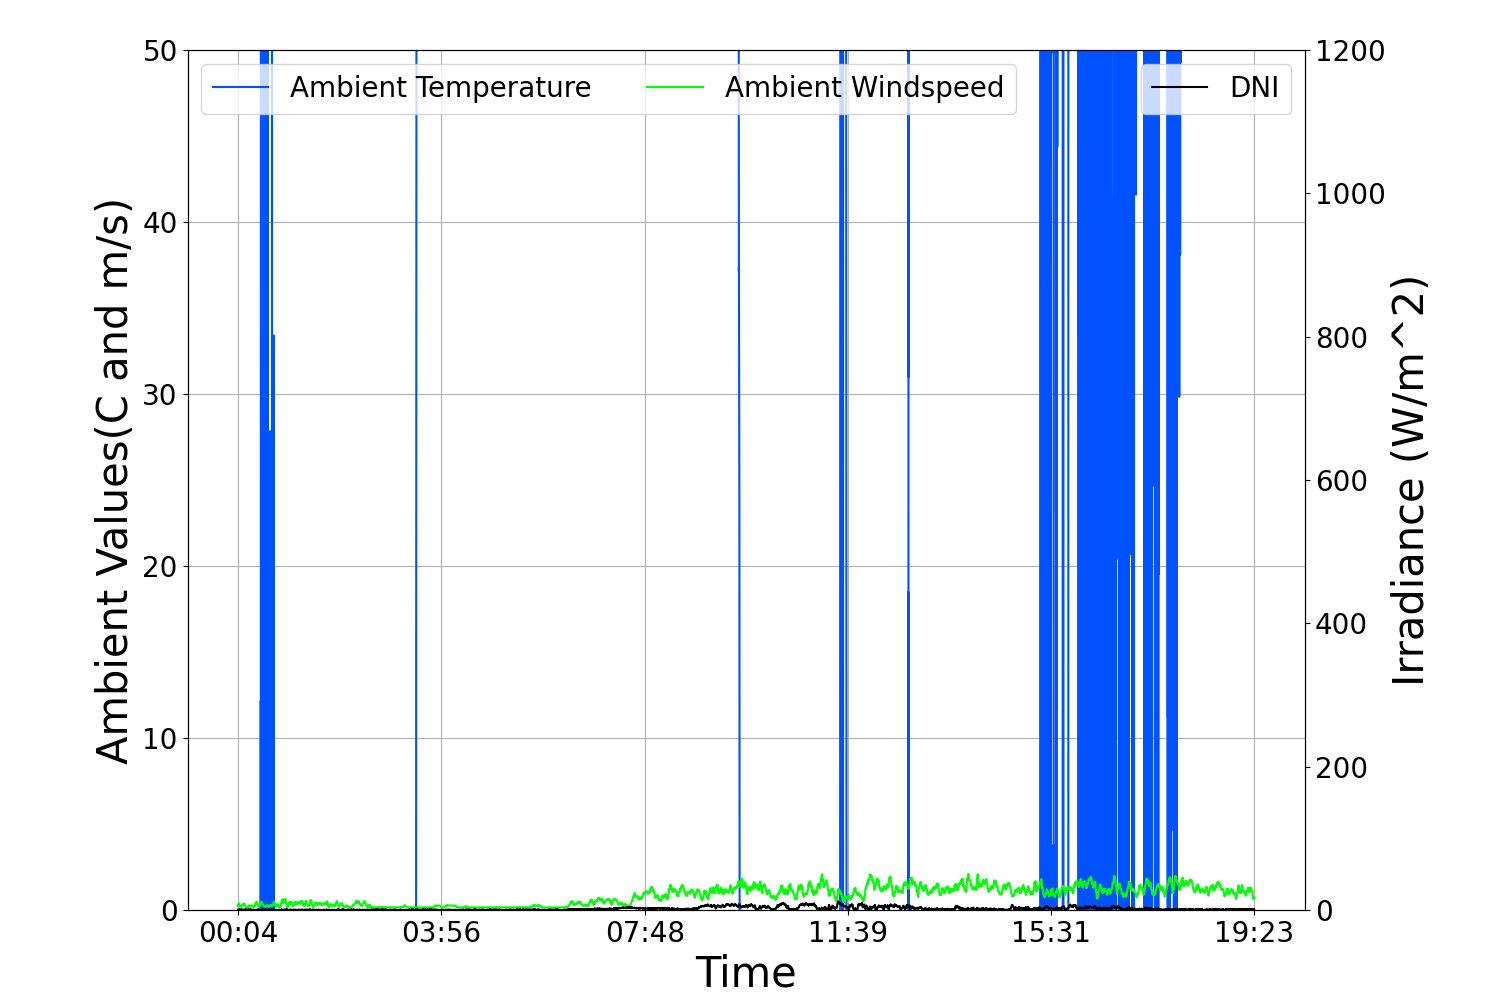 Ambient Temperature
Ambient Windspeed
DNI
Ambient Values(C and m/s)
50
40
30
20
10
0
1200
1000
800
600
400
200
0
Irradiance (W/m^2)
00:04 03:56 07:48 11:39 15:31 19:23
Time